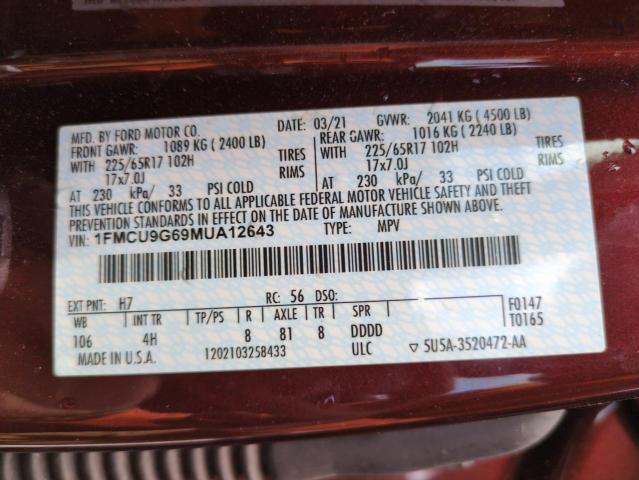 MFD. BY FORD MOTOR CO. DATE: 03/21 GVWR: 2041 KG ( 4500 LB)
FRONT GAWR: 1089 KG ( 2400 LB) REAR GAWR: 1016 KG ( 2240 LB)
WITH 225/65R17 102H TIRES WITH 225/65R17 102H TIRES
17x7.0J RIMS 17x7.0J RIMS
AT 230 kPa/ 33 PSI COLD AT 230 kPa/ 33 PSI COLD
THIS VEHICLE CONFORMS TO ALL APPLICABLE FEDERAL MOTOR VEHICLE SAFETY AND THEFT
PREVENTION STANDARDS IN EFFECT ON THE DATE OF MANUFACTURE SHOWN ABOVE.
VIN: 1FMCU9G69MUA12643 TYPE: MPV
EXT PNT: H7 RC: 56 DSO: F0147
WB INT TR TP/PS R AXLE TR SPR T0165
106 4H 8 81 8 DDDD
MADE IN U.S.A. 1202103258433 ULC ▽ 5U5A-3520472-AA